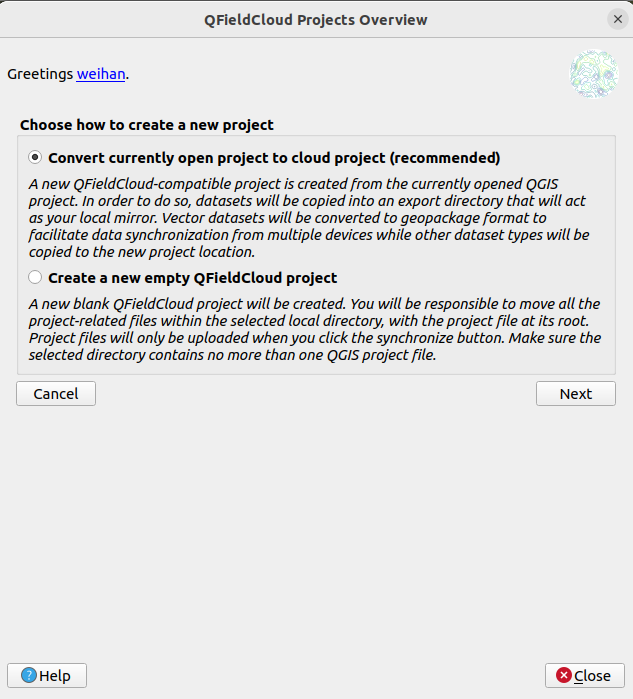 QFieldCloud Projects Overview
Greetings weihan.
Choose how to create a new project
Convert currently open project to cloud project (recommended)
A new QFieldCloud-compatible project is created from the currently opened QGIS
project. In order to do so, datasets will be copied into an export directory that will act
as your local mirror. Vector datasets will be converted to geopackage format to
facilitate data synchronization from multiple devices while other dataset types will be
copied to the new project location.
Create a new empty QFieldCloud project
A new blank QFieldCloud project will be created. You will be responsible to move all the
project-related files within the selected local directory, with the project file at its root.
Project files will only be uploaded when you click the synchronize button. Make sure the
selected directory contains no more than one QGIS project file.
Cancel Next
Help Close